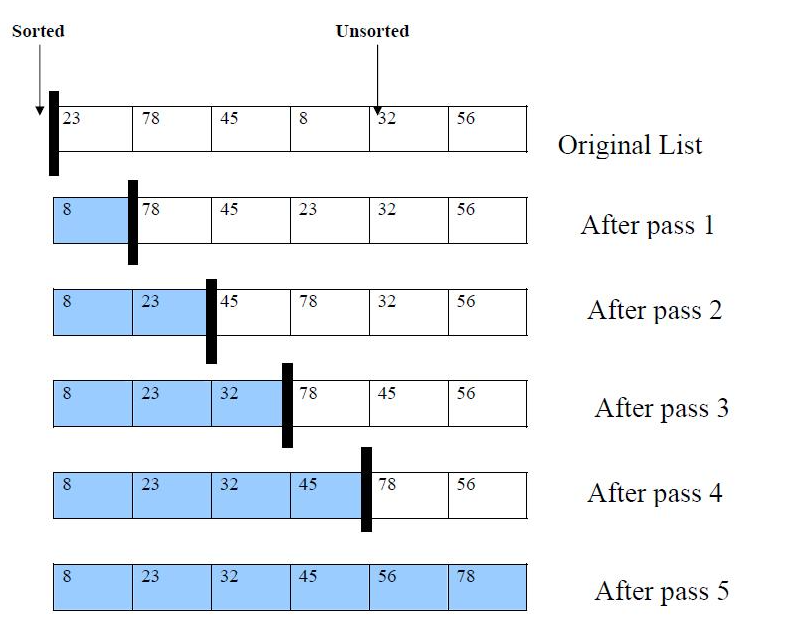 Sorted Unsorted
23 78 45 8 32 56 Original List
8 78 45 23 32 56 After pass 1
8 23 45 78 32 56 After pass 2
8 23 32 78 45 56 After pass 3
8 23 32 45 78 56 After pass 4
8 23 32 45 56 78 After pass 5